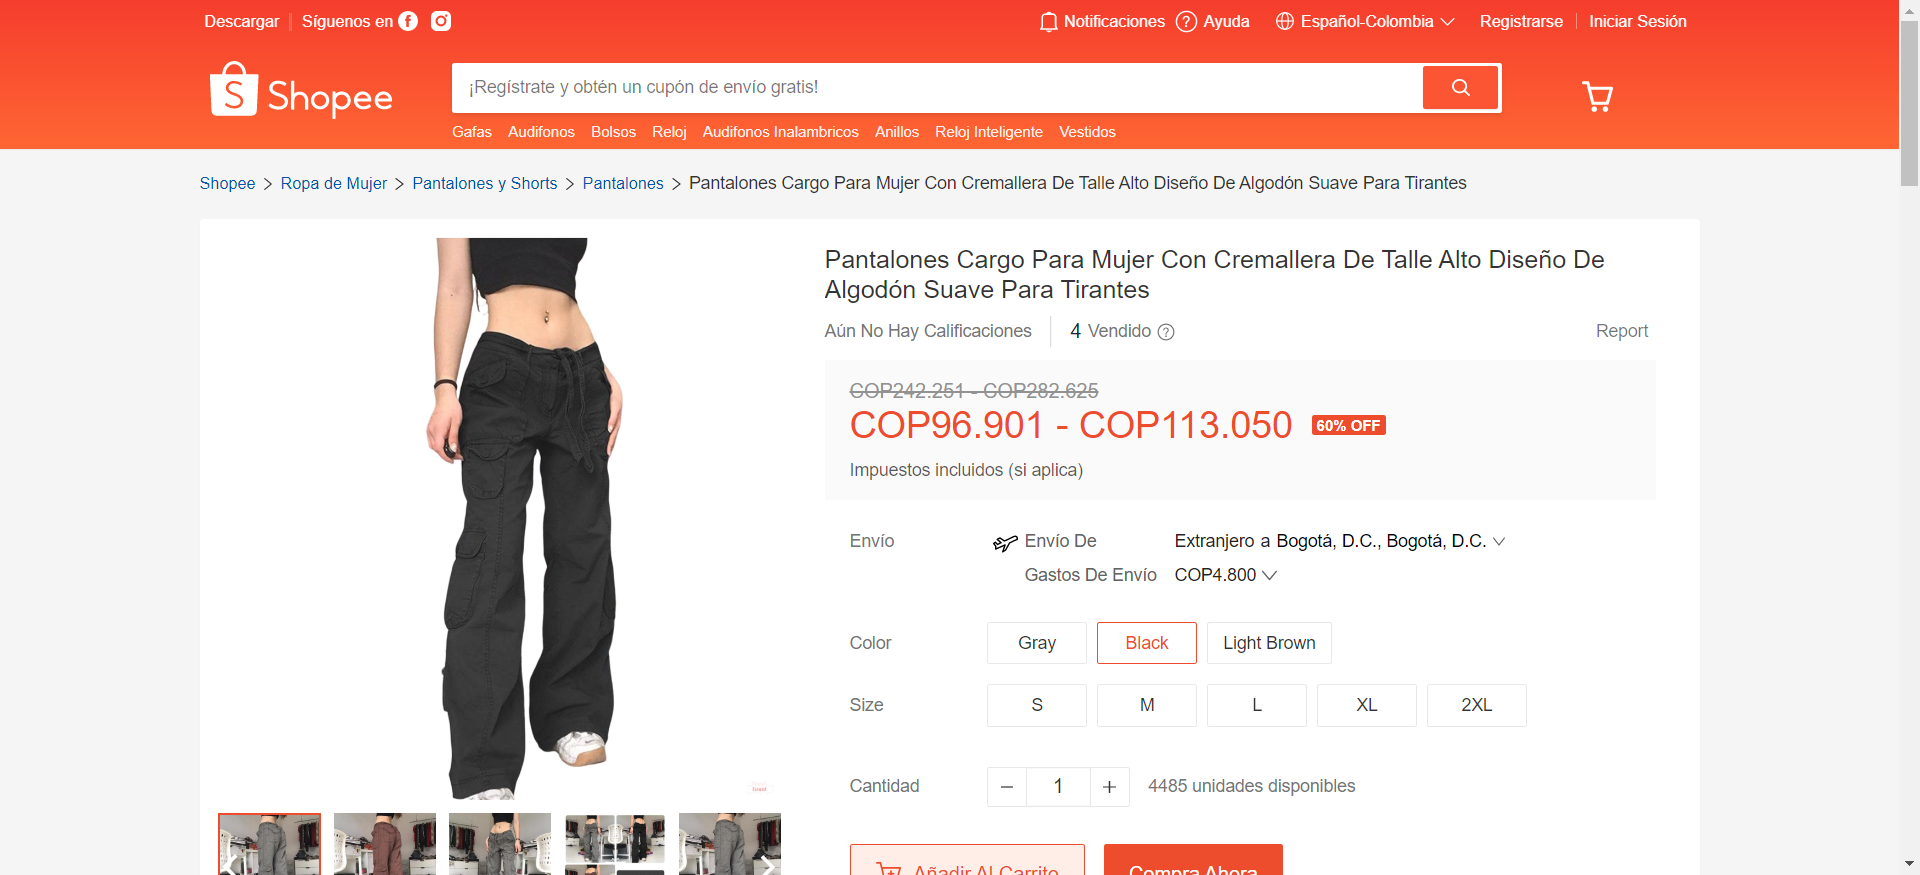 Descargar
Síguenos en
Notificaciones
Ayuda
Español-Colombia
Registrarse
Iniciar Sesión
Shopee
¡Regístrate y obtén un cupón de envío gratis!
Gafas Audifonos Bolsos Reloj Audifonos Inalambricos Anillos Reloj Inteligente Vestidos
Shopee > Ropa de Mujer > Pantalones y Shorts > Pantalones > Pantalones Cargo Para Mujer Con Cremallera De Talle Alto Diseño De Algodón Suave Para Tirantes
Pantalones Cargo Para Mujer Con Cremallera De Talle Alto Diseño De
Algodón Suave Para Tirantes
Aún No Hay Calificaciones
4 Vendido
Report
COP242.251 - COP282.625
COP96.901 - COP113.050
60% OFF
Impuestos incluidos (si aplica)
Envío
Envío De
Extranjero a Bogotá, D.C., Bogotá, D.C.
Gastos De Envío
COP4.800
Color
Gray
Black
Light Brown
Size
S
M
L
XL
2XL
Cantidad
1
4485 unidades disponibles
Añadir Al Carrito
Compra Ahora